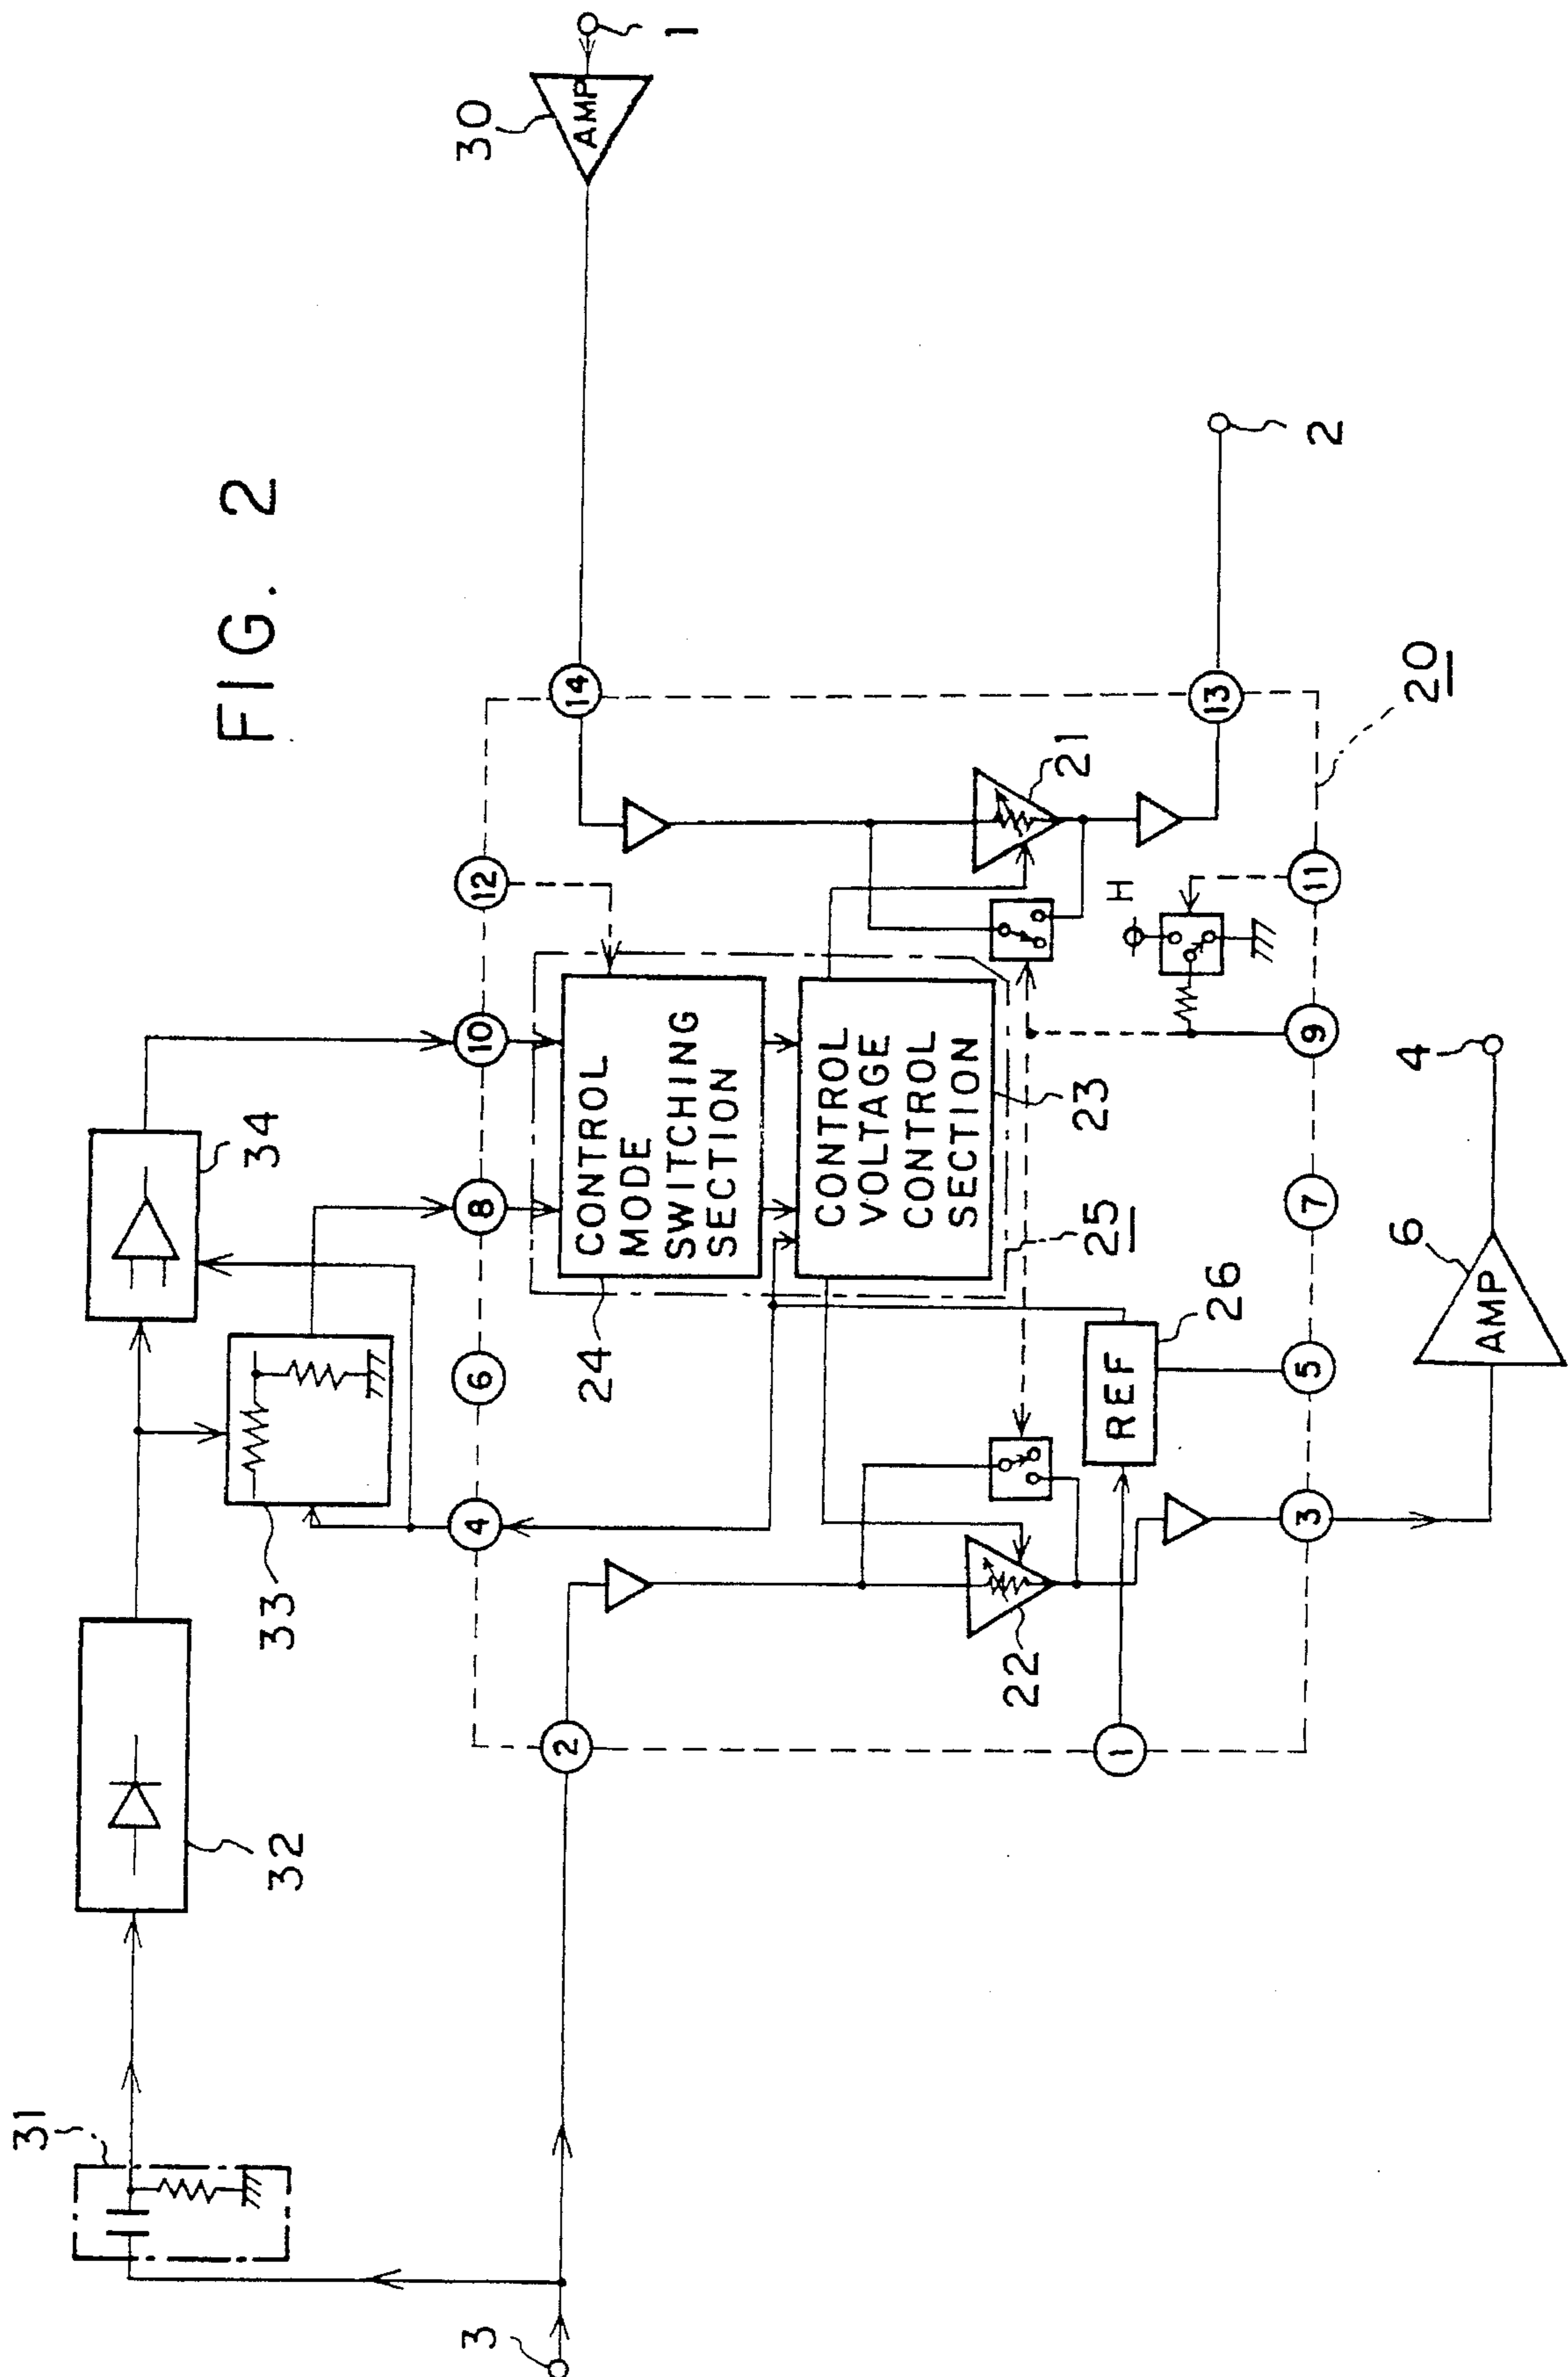 FIG. 2
31
32
33
34
3
30
AMP
1
2
4
6
8
10
12
14
24
CONTROL
MODE
SWITCHING
SECTION
CONTROL
VOLTAGE
CONTROL
SECTION
23
25
21
22
H
REF
26
1
3
5
7
9
11
13
20
2
6
AMP
4